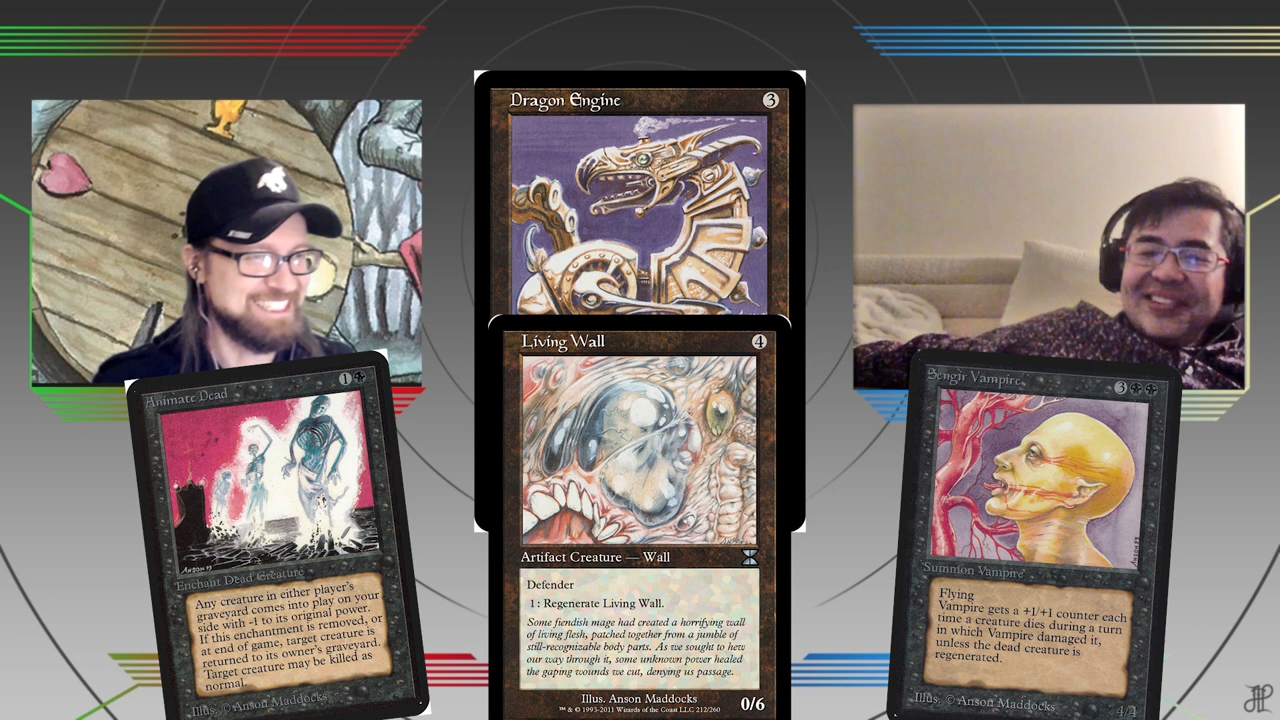 Dragon Engine 3
Living Wall 4
Artifact Creature — Wall
Defender
1: Regenerate Living Wall.
Some fiendish mage had created a horrifying wall
of living flesh, patched together from a jumble of
still-recognizable body parts. As we sought to hew
our way through it, some unknown power healed
the gaping wounds we cut, denying us passage.
Illus. Anson Maddocks
™ & © 1993-2011 Wizards of the Coast LLC 212/260
0/6
Animate Dead 1
ANSON 93
Enchant Dead Creature
Any creature in either player's
graveyard comes into play on your
side with -1 to its original power.
If this enchantment is removed, or
at end of game, target creature is
returned to its owner's graveyard.
Target creature may be killed as
normal.
Illus. © Anson Maddocks
Sengir Vampire 3
Summon Vampire
Flying
Vampire gets a +1/+1 counter each
time a creature dies during a turn
in which Vampire damaged it,
unless the dead creature is
regenerated.
Illus. © Anson Maddocks
4/4